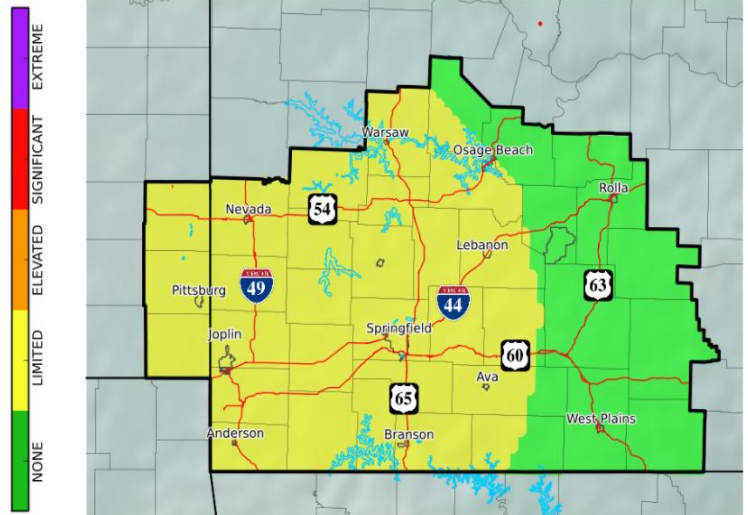 EXTREME
SIGNIFICANT
ELEVATED
LIMITED
NONE
Warsaw
Osage Beach
Rolla
Nevada
54
Lebanon
Pittsburg
49
44
63
Joplin
Springfield
60
Ava
65
West Plains
Anderson
Branson